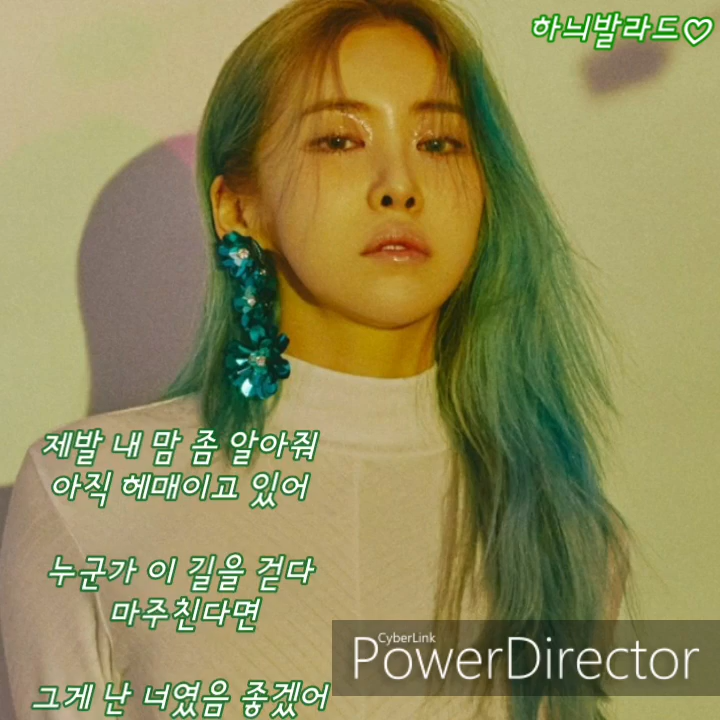 하늬발라드♡
제발 내 맘 좀 알아줘
아직 헤매이고 있어
누군가 이 길을 걷다
마주친다면
CyberLink
PowerDirector
그게 난 너였음 좋겠어